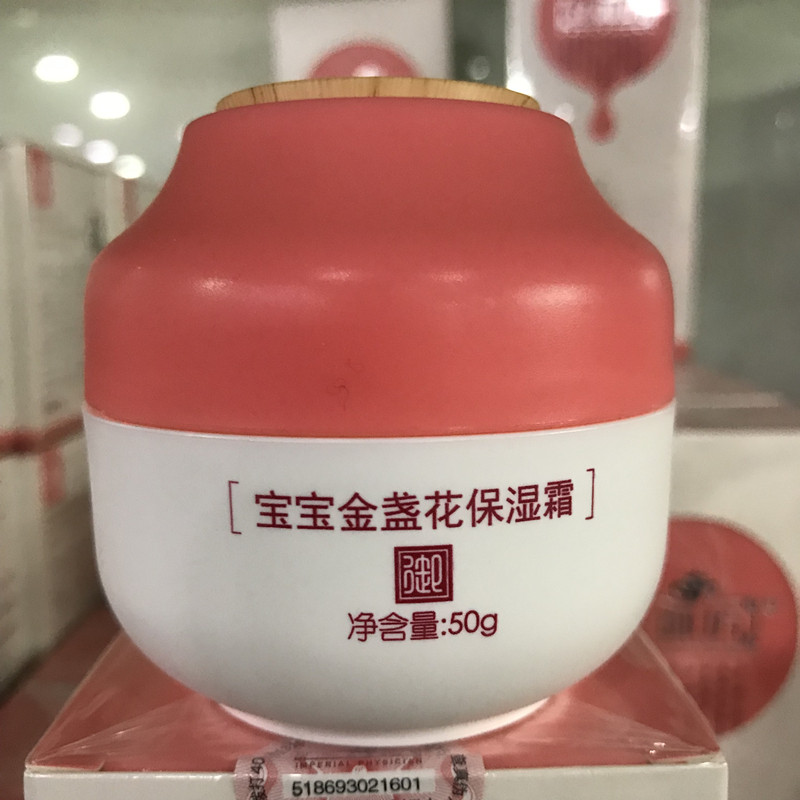 [ 宝宝金盏花保湿霜 ]
御
净含量:50g
IMPERIAL PHYSICIAN
518693021601